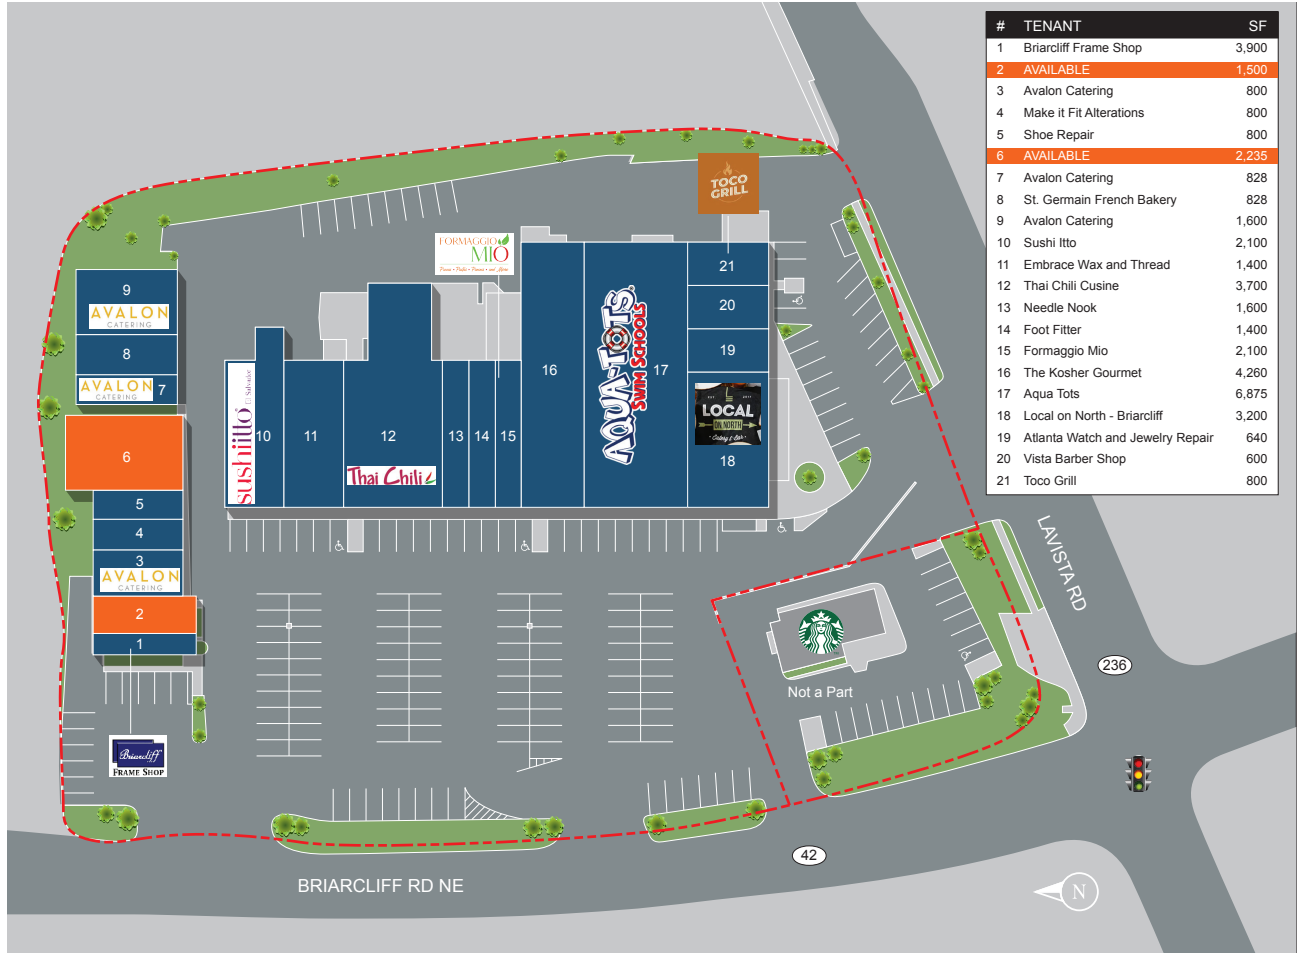 # TENANT SF
1 Briarcliff Frame Shop 3,900
2 AVAILABLE 1,500
3 Avalon Catering 800
4 Make it Fit Alterations 800
5 Shoe Repair 800
6 AVAILABLE 2,235
7 Avalon Catering 828
8 St. Germain French Bakery 828
9 Avalon Catering 1,600
10 Sushi Itto 2,100
11 Embrace Wax and Thread 1,400
12 Thai Chili Cusine 3,700
13 Needle Nook 1,600
14 Foot Fitter 1,400
15 Formaggio Mio 2,100
16 The Kosher Gourmet 4,260
17 Aqua Tots 6,875
18 Local on North - Briarcliff 3,200
19 Atlanta Watch and Jewelry Repair 640
20 Vista Barber Shop 600
21 Toco Grill 800
TOCO
GRILL
FORMAGGIO
MIO
21
20
19
LOCAL
ON NORTH
18
AQUA-TOTS
SWIM SCHOOLS
17
16
15
14
13
12
Thai Chili
11
10
sushiitto
El Salvador
9
AVALON
CATERING
8
AVALON
CATERING
7
6
5
4
3
AVALON
CATERING
2
1
Briarcliff
FRAME SHOP
Not a Part
LAVISTA RD
236
42
BRIARCLIFF RD NE
N